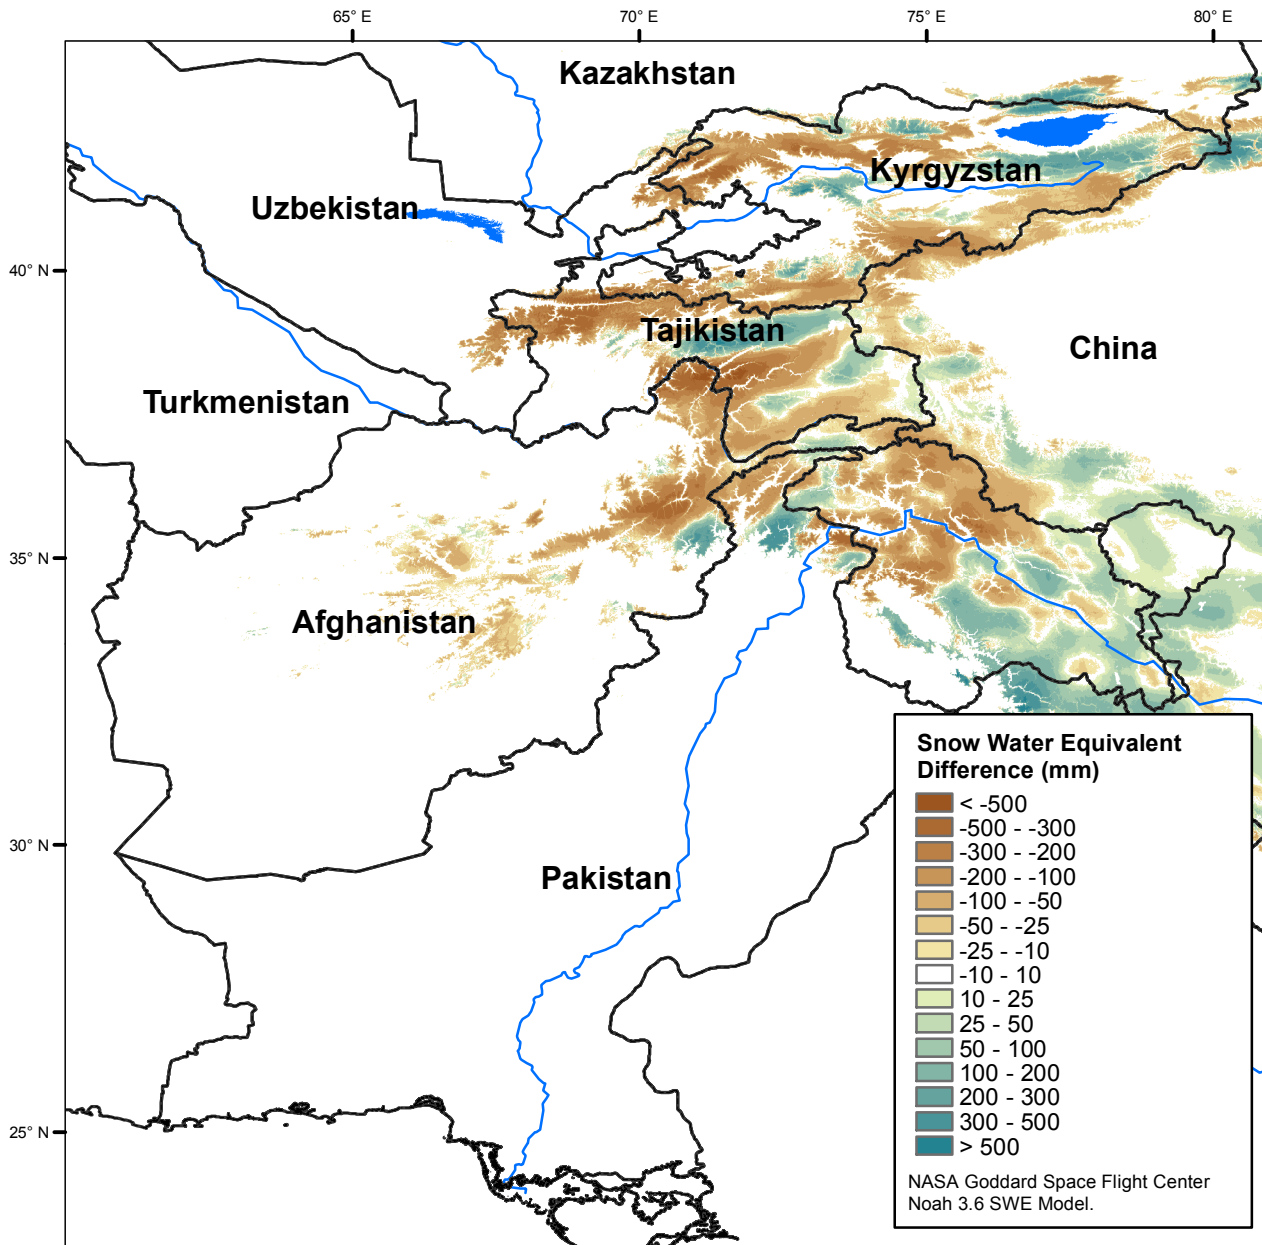 65° E
70° E
75° E
80° E
Kazakhstan
Kyrgyzstan
Uzbekistan
40° N
Tajikistan
China
Turkmenistan
35° N
Afghanistan
Snow Water Equivalent
Difference (mm)
< -500
-500 - -300
-300 - -200
-200 - -100
-100 - -50
-50 - -25
-25 - -10
-10 - 10
10 - 25
25 - 50
50 - 100
100 - 200
200 - 300
300 - 500
> 500
NASA Goddard Space Flight Center
Noah 3.6 SWE Model.
30° N
Pakistan
25° N